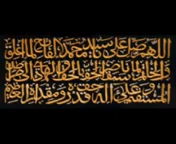 اللهم صل على سيدنا محمد الفاتح لما أغلق
والخاتم لما سبق ناصر الحق بالحق والهادي إلى صراطك
المستقيم وعلى آله حق قدره ومقداره العظيم